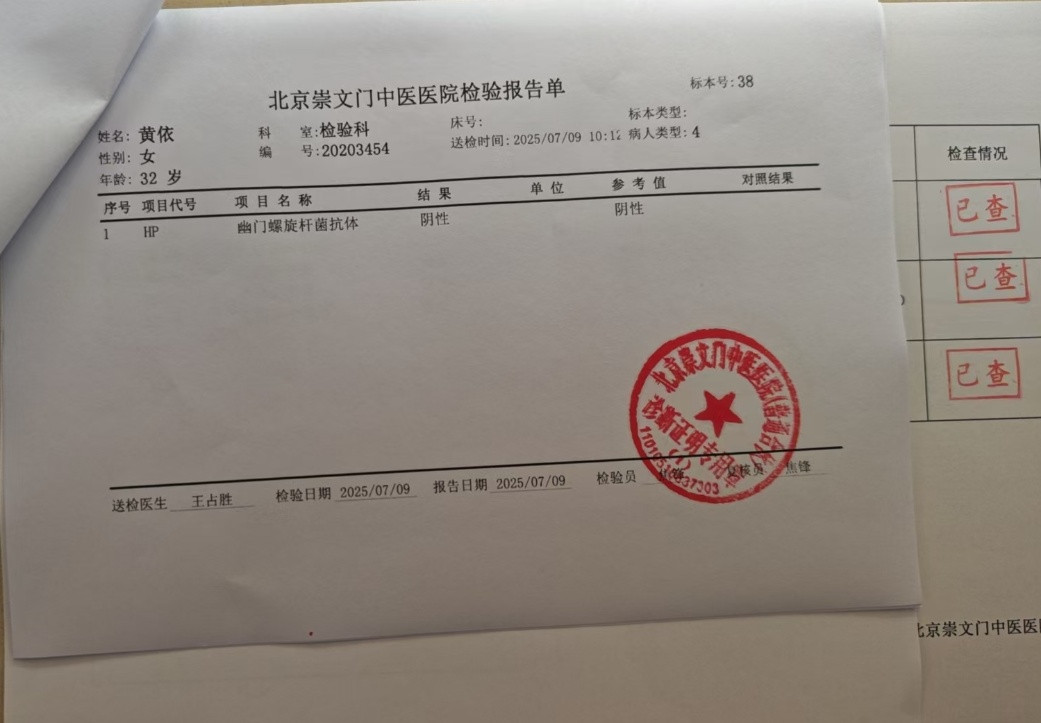 北京崇文门中医医院检验报告单
标本号:38
姓名: 黄依 科 室:检验科 床号: 标本类型:
性别: 女 编 号:20203454 送检时间:2025/07/09 10:12 病人类型:4
年龄: 32 岁
序号 项目代号 项目名称 结果 单位 参考值 对照结果
1 HP 幽门螺旋杆菌抗体 阴性 阴性
送检医生 王占胜 检验日期 2025/07/09 报告日期 2025/07/09 检验员 复核员: 焦锋
北京崇文门中医医院(普通合伙)
诊断证明专用章
(1)
检查情况
已查
已查
已查
北京崇文门中医医